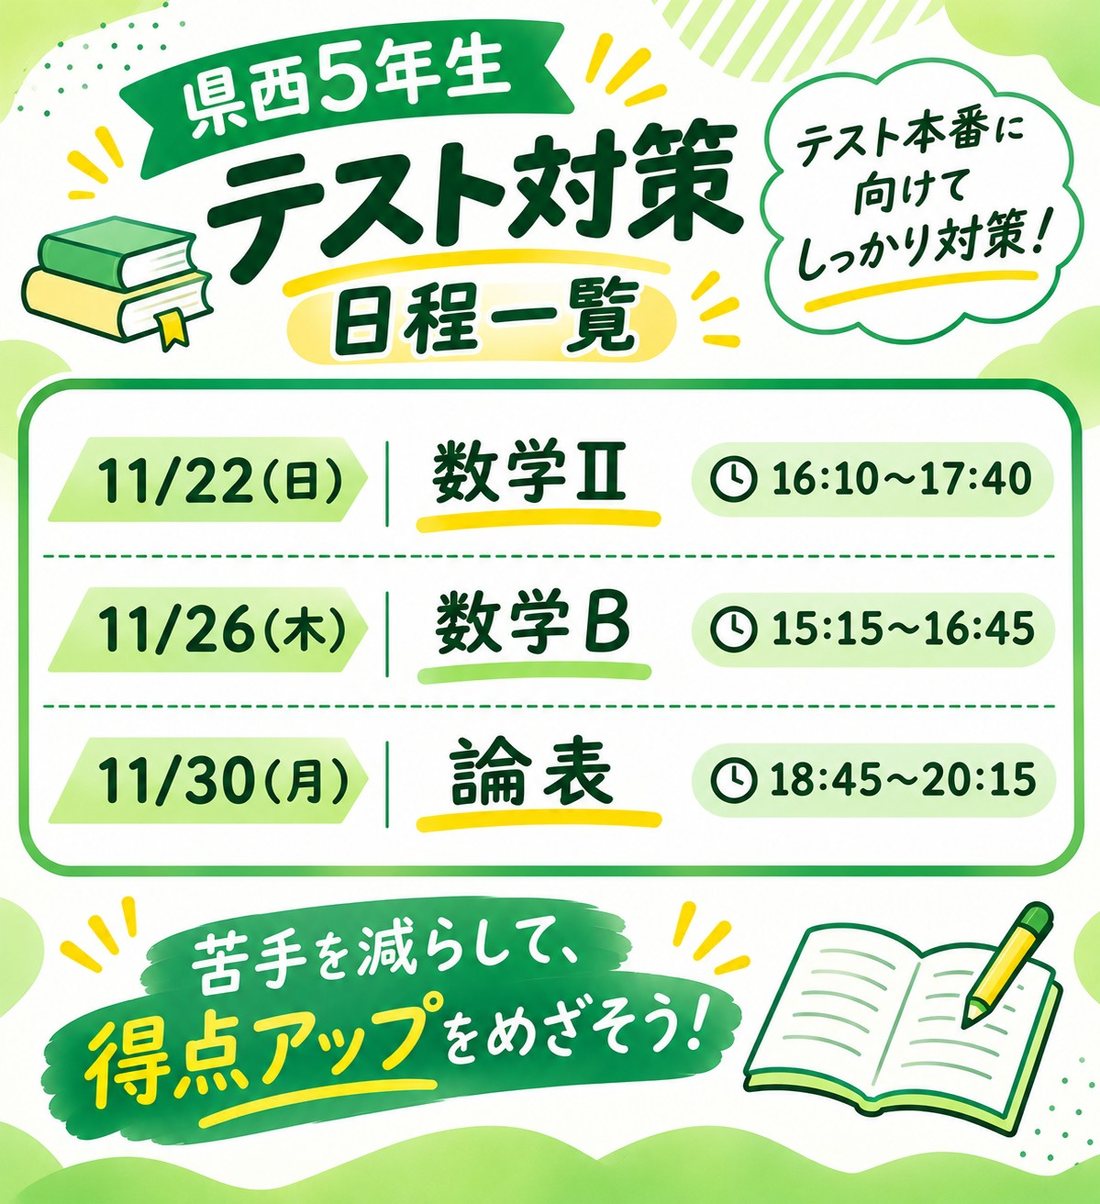 県西5年生
テスト対策
日程一覧
テスト本番に
向けて
しっかり対策!
11/22(日) 数学Ⅱ 16:10~17:40
11/26(木) 数学B 15:15~16:45
11/30(月) 論表 18:45~20:15
苦手を減らして、
得点アップをめざそう!